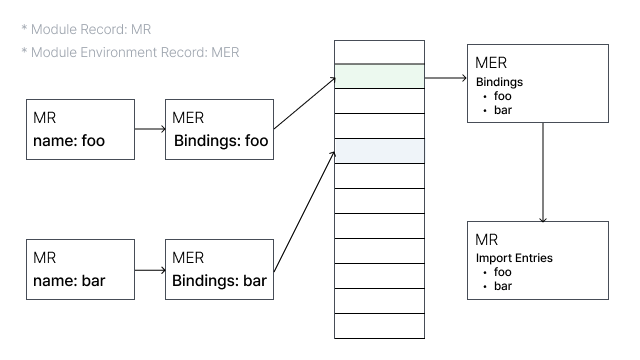 * Module Record: MR
* Module Environment Record: MER
MR
name: foo
MER
Bindings: foo
MER
Bindings
• foo
• bar
MR
name: bar
MER
Bindings: bar
MR
Import Entries
• foo
• bar